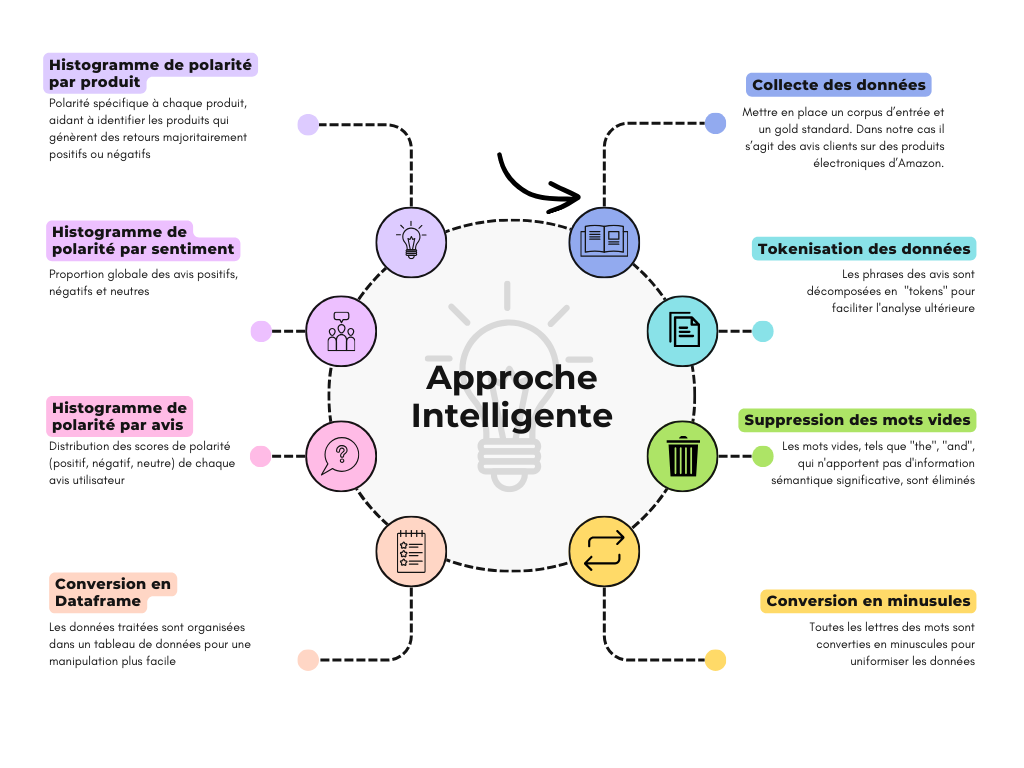 Histogramme de polarité
par produit
Polarité spécifique à chaque produit,
aidant à identifier les produits qui
génèrent des retours majoritairement
positifs ou négatifs
Collecte des données
Mettre en place un corpus d'entrée et
un gold standard. Dans notre cas il
s'agit des avis clients sur des produits
électroniques d'Amazon.
Histogramme de
polarité par sentiment
Proportion globale des avis positifs,
négatifs et neutres
Tokenisation des données
Les phrases des avis sont
décomposées en "tokens" pour
faciliter l'analyse ultérieure
Approche
Intelligente
Histogramme de
polarité par avis
Distribution des scores de polarité
(positif, négatif, neutre) de chaque
avis utilisateur
Suppression des mots vides
Les mots vides, tels que "the", "and",
qui n'apportent pas d'information
sémantique significative, sont éliminés
Conversion en
Dataframe
Les données traitées sont organisées
dans un tableau de données pour une
manipulation plus facile
Conversion en minusules
Toutes les lettres des mots sont
converties en minuscules pour
uniformiser les données